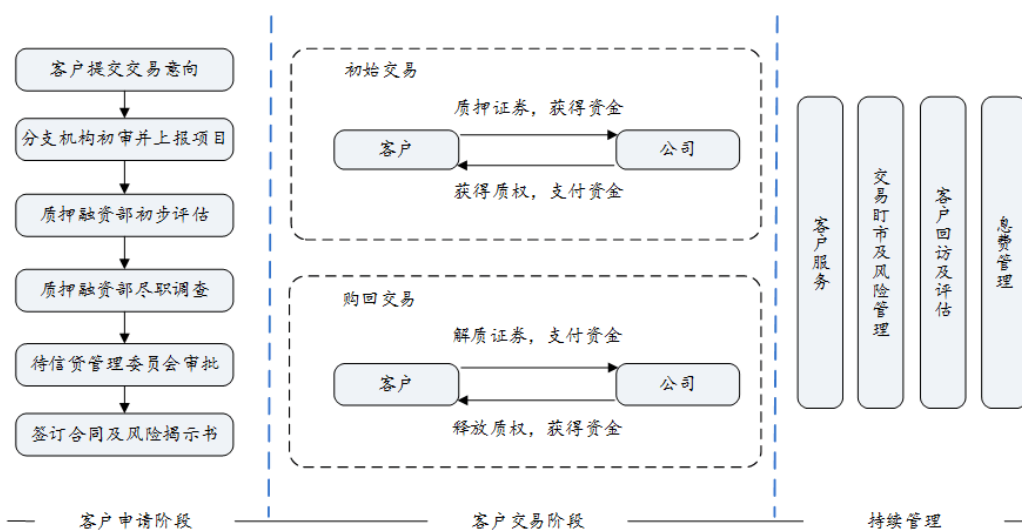 客户提交交易意向
分支机构初审并上报项目
质押融资部初步评估
质押融资部尽职调查
待信贷管理委员会审批
签订合同及风险揭示书
客户申请阶段
初始交易
质押证券，获得资金
客户
公司
获得质权，支付资金
购回交易
解质证券，支付资金
客户
公司
释放质权，获得资金
客户交易阶段
客户服务
交易盯市及风险管理
客户回访及评估
息费管理
持续管理